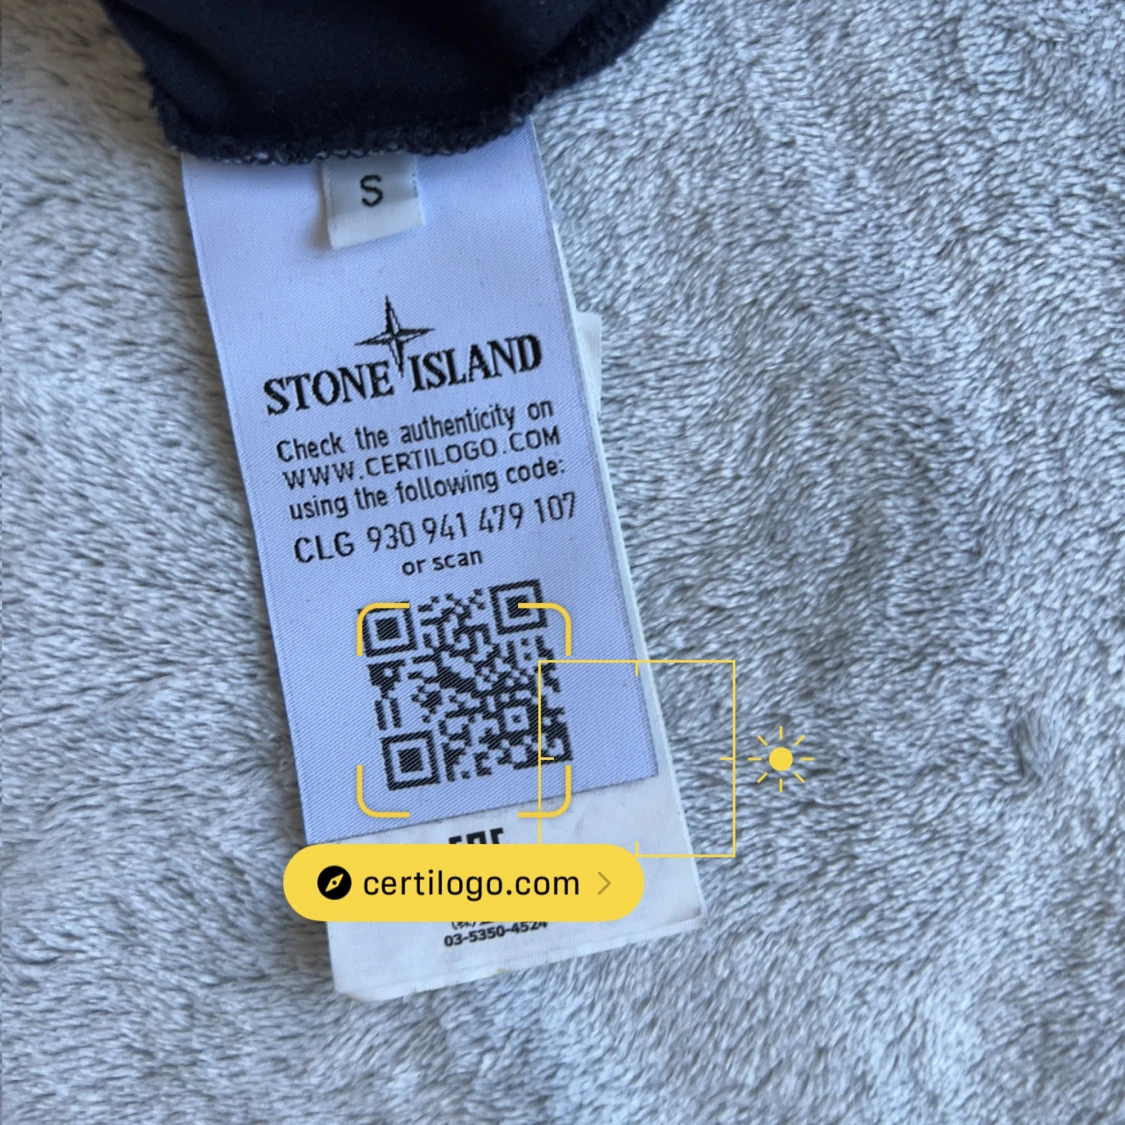 S
STONE ISLAND
Check the authenticity on
WWW.CERTILOGO.COM
using the following code:
CLG 930 941 479 107
or scan
certilogo.com
03-5350-4524